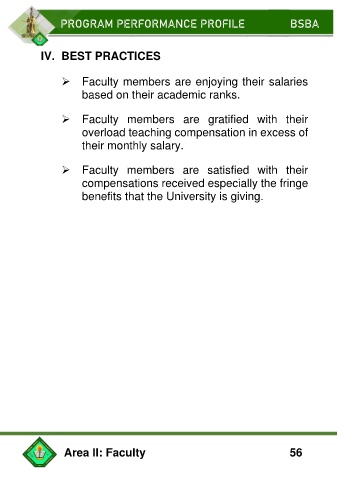 PROGRAM PERFORMANCE PROFILE BSBA
IV. BEST PRACTICES
➢ Faculty members are enjoying their salaries
based on their academic ranks.
➢ Faculty members are gratified with their
overload teaching compensation in excess of
their monthly salary.
➢ Faculty members are satisfied with their
compensations received especially the fringe
benefits that the University is giving.
Area II: Faculty 56